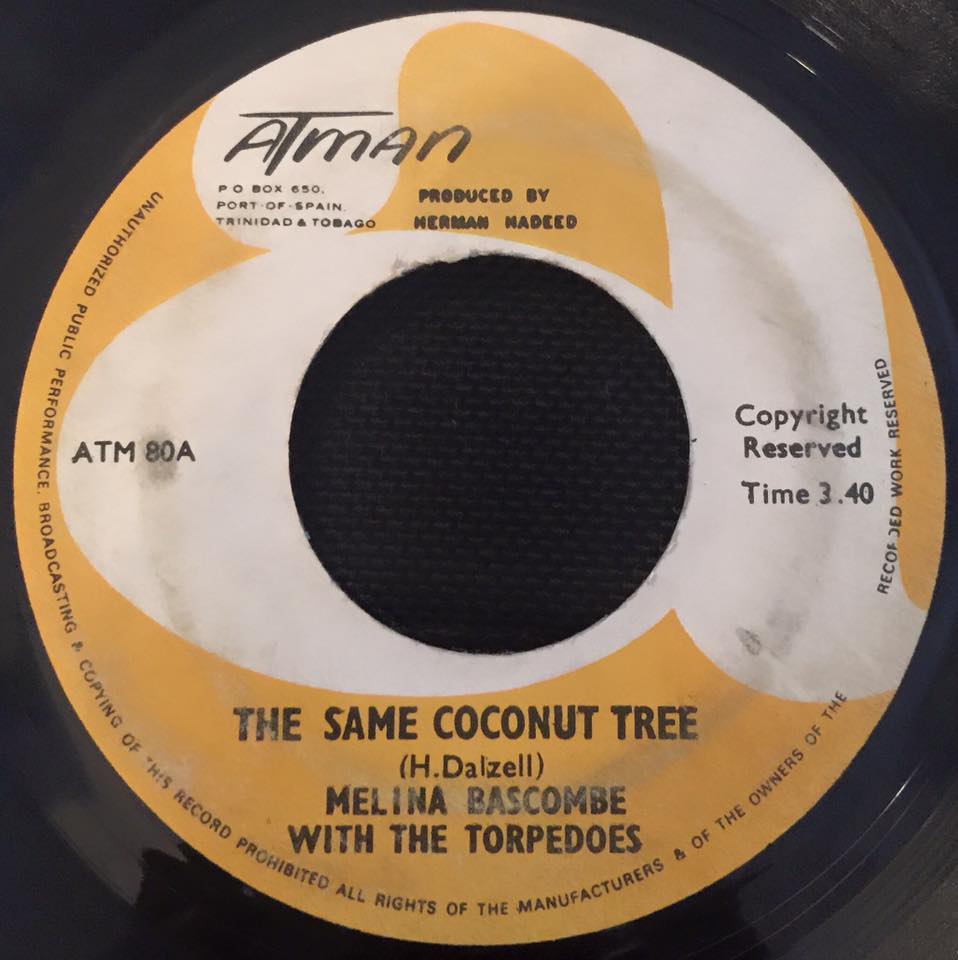 ATMAN
P O BOX 650,
PORT-OF-SPAIN.
TRINIDAD & TOBAGO
PRODUCED BY
HERMAN HADEED
ATM 80A
Copyright
Reserved
Time 3.40
THE SAME COCONUT TREE
(H.Dalzell)
MELINA BASCOMBE
WITH THE TORPEDOES
UNAUTHORIZED PUBLIC PERFORMANCE, BROADCASTING & COPYING OF THIS RECORD PROHIBITED ALL RIGHTS OF THE MANUFACTURERS & OF THE OWNERS OF THE RECORDED WORK RESERVED